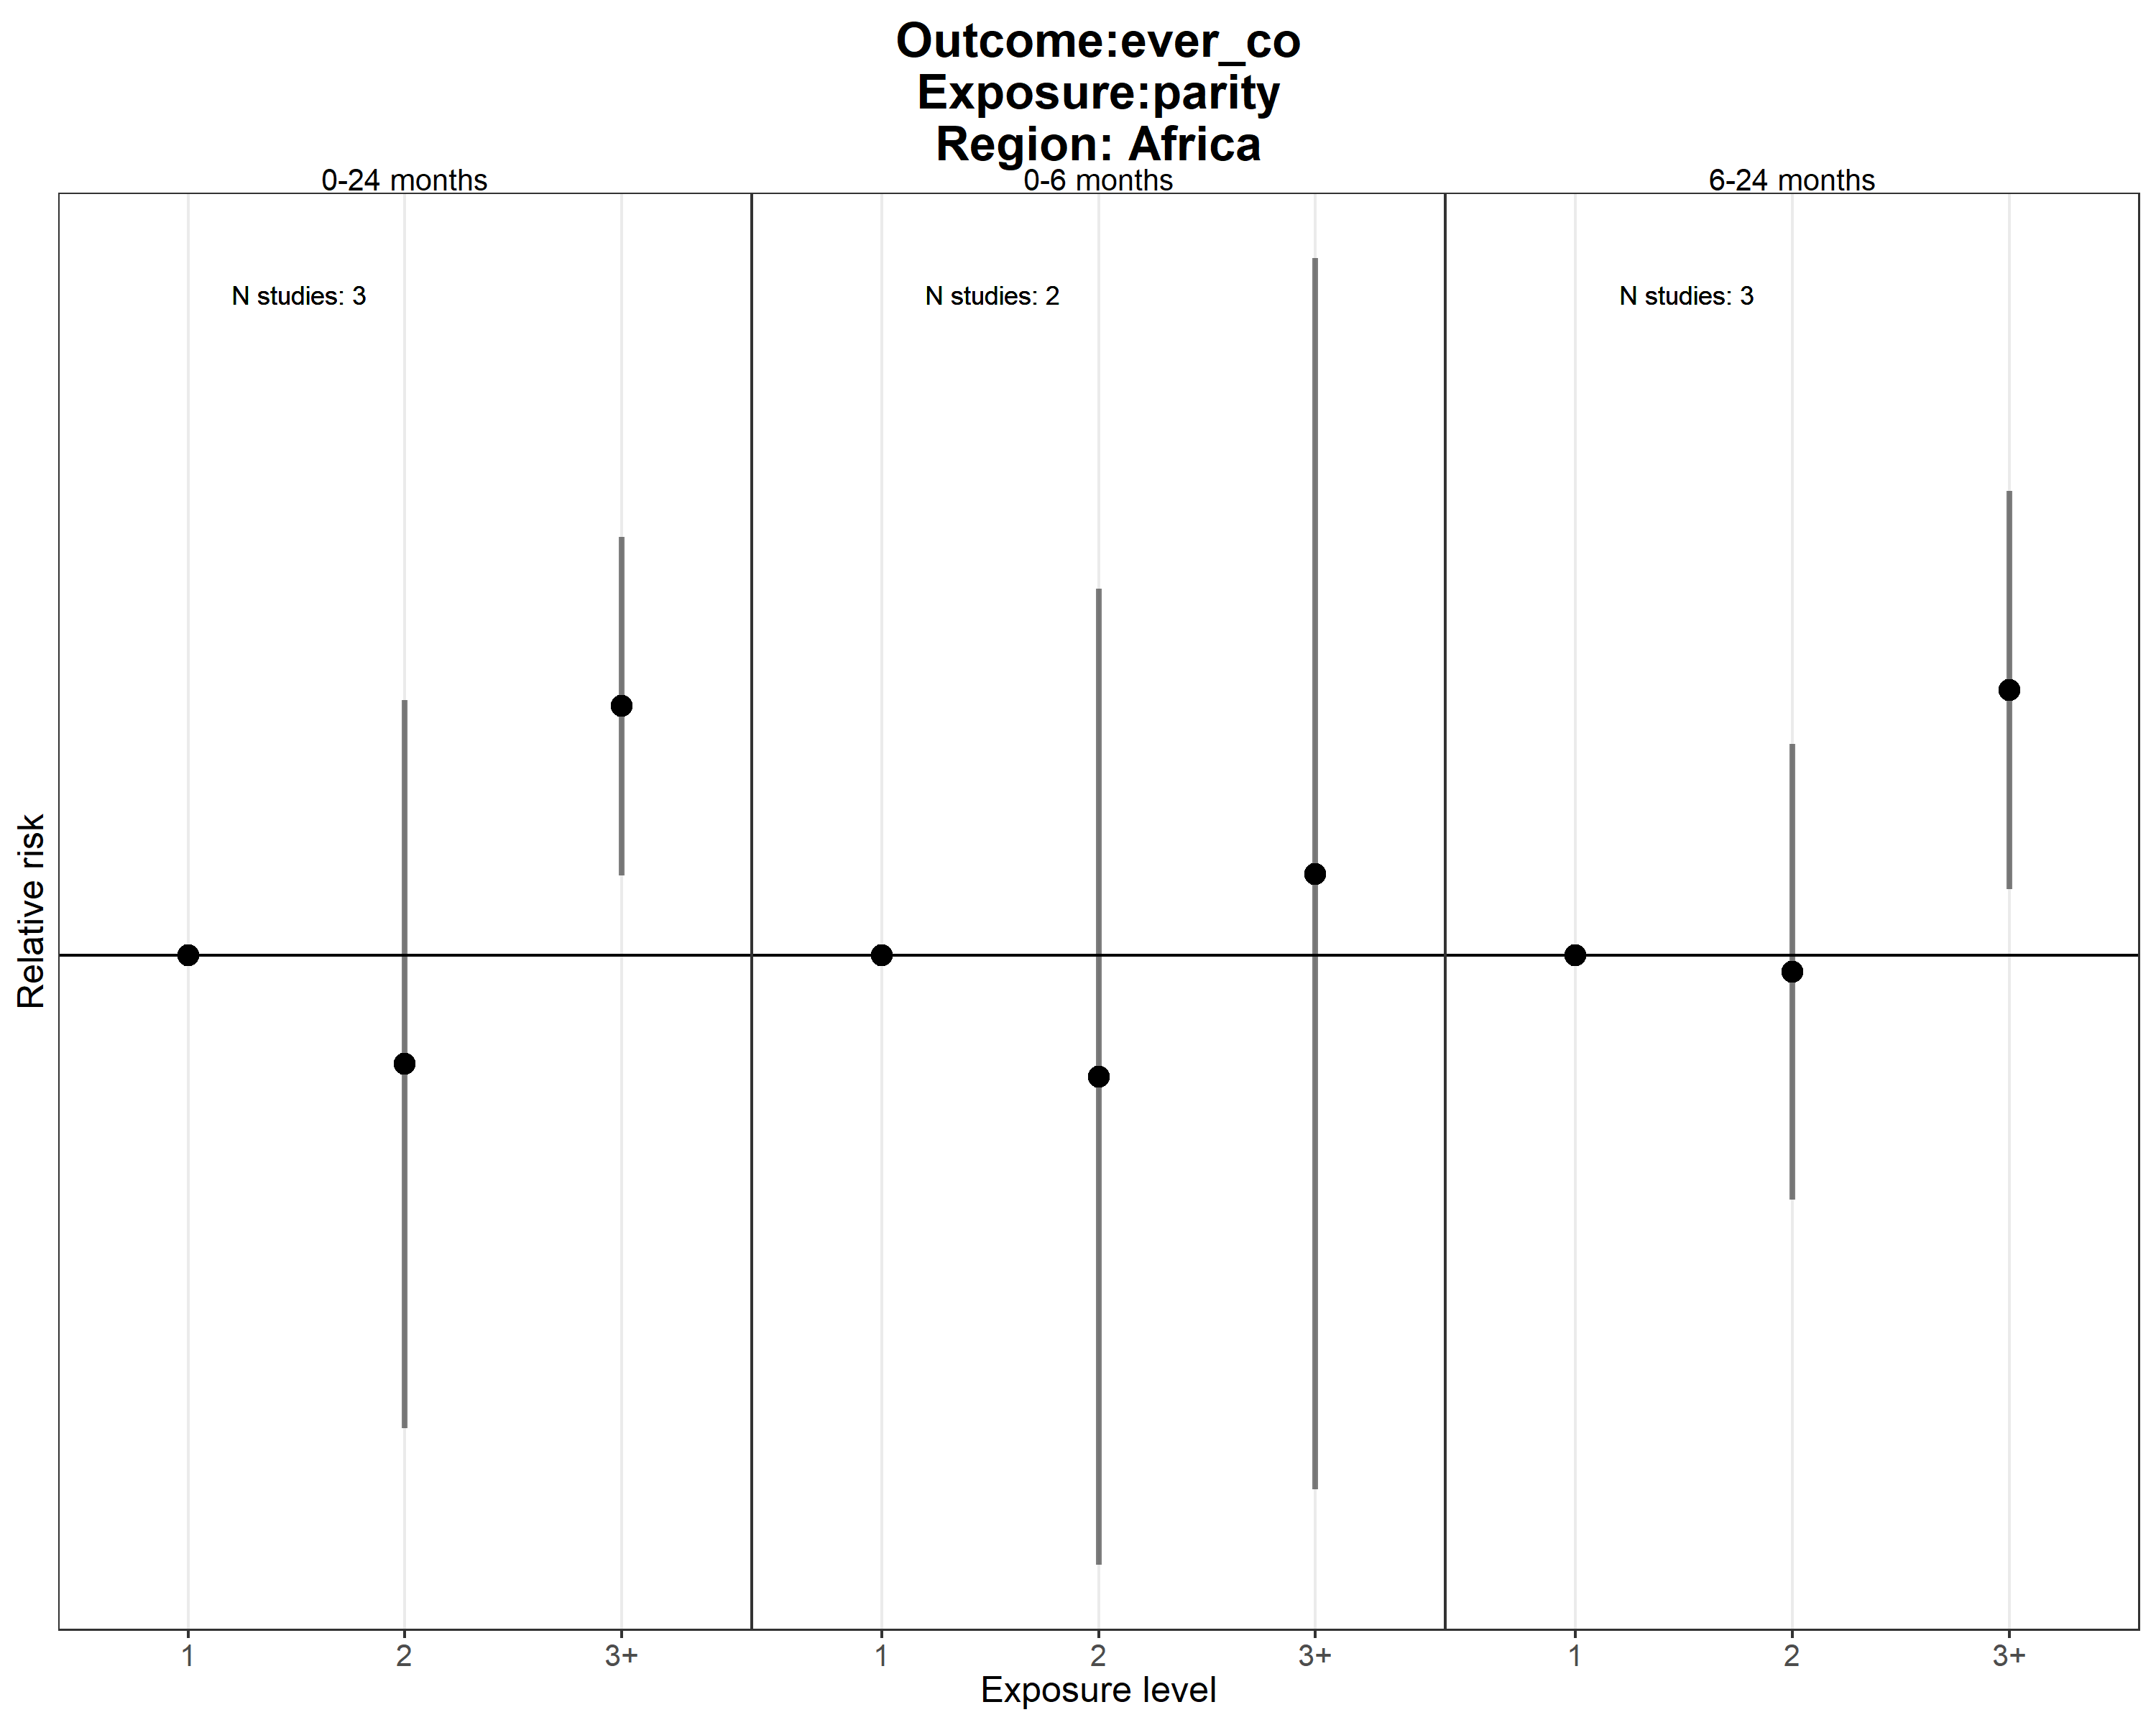 Outcome:ever_co
Exposure:parity
Region: Africa
0-24 months
0-6 months
6-24 months
N studies: 3
N studies: 2
N studies: 3
Relative risk
1
2
3+
1
2
3+
1
2
3+
Exposure level